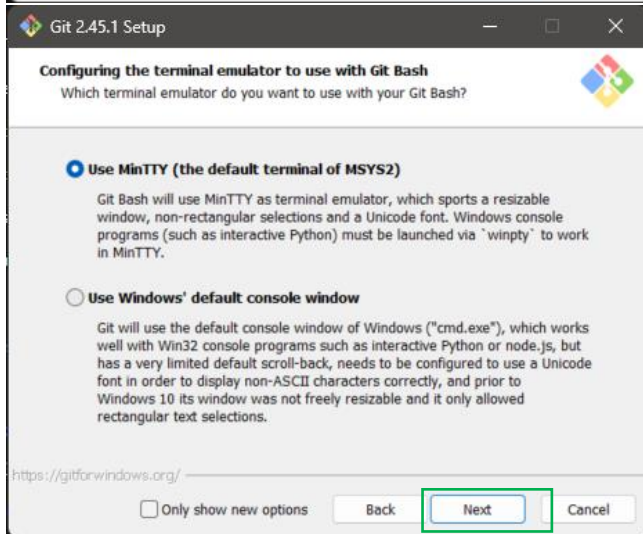 Git 2.45.1 Setup
Configuring the terminal emulator to use with Git Bash
Which terminal emulator do you want to use with your Git Bash?
Use MinTTY (the default terminal of MSYS2)
Git Bash will use MinTTY as terminal emulator, which sports a resizable
window, non-rectangular selections and a Unicode font. Windows console
programs (such as interactive Python) must be launched via `winpty` to work
in MinTTY.
Use Windows' default console window
Git will use the default console window of Windows ("cmd.exe"), which works
well with Win32 console programs such as interactive Python or node.js, but
has a very limited default scroll-back, needs to be configured to use a Unicode
font in order to display non-ASCII characters correctly, and prior to
Windows 10 its window was not freely resizable and it only allowed
rectangular text selections.
https://gitforwindows.org/
Only show new options Back Next Cancel